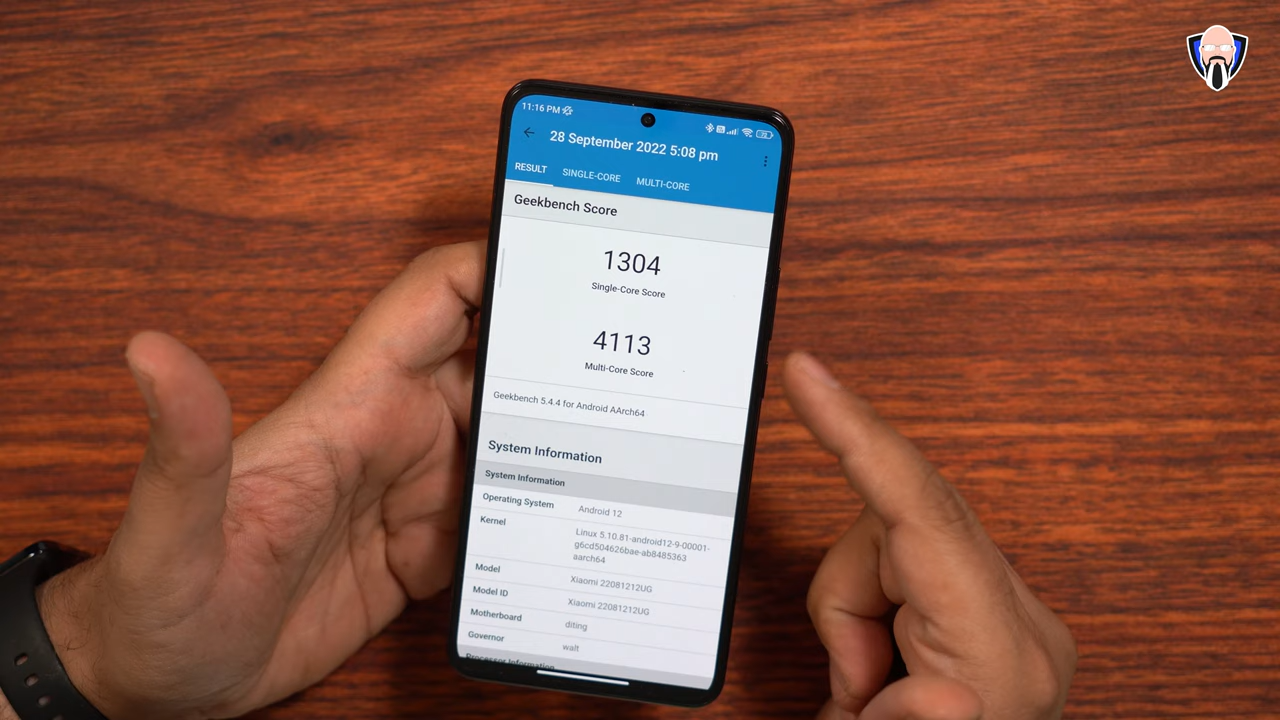 11:16 PM
28 September 2022 5:08 pm
RESULT SINGLE-CORE MULTI-CORE
Geekbench Score
1304
Single-Core Score
4113
Multi-Core Score
Geekbench 5.4.4 for Android AArch64
System Information
System Information
Operating System Android 12
Kernel Linux 5.10.81-android12-9-00001-
g6cd504626bae-ab8485363
aarch64
Model Xiaomi 22081212UG
Model ID Xiaomi 22081212UG
Motherboard diting
Governor walt
Processor Information